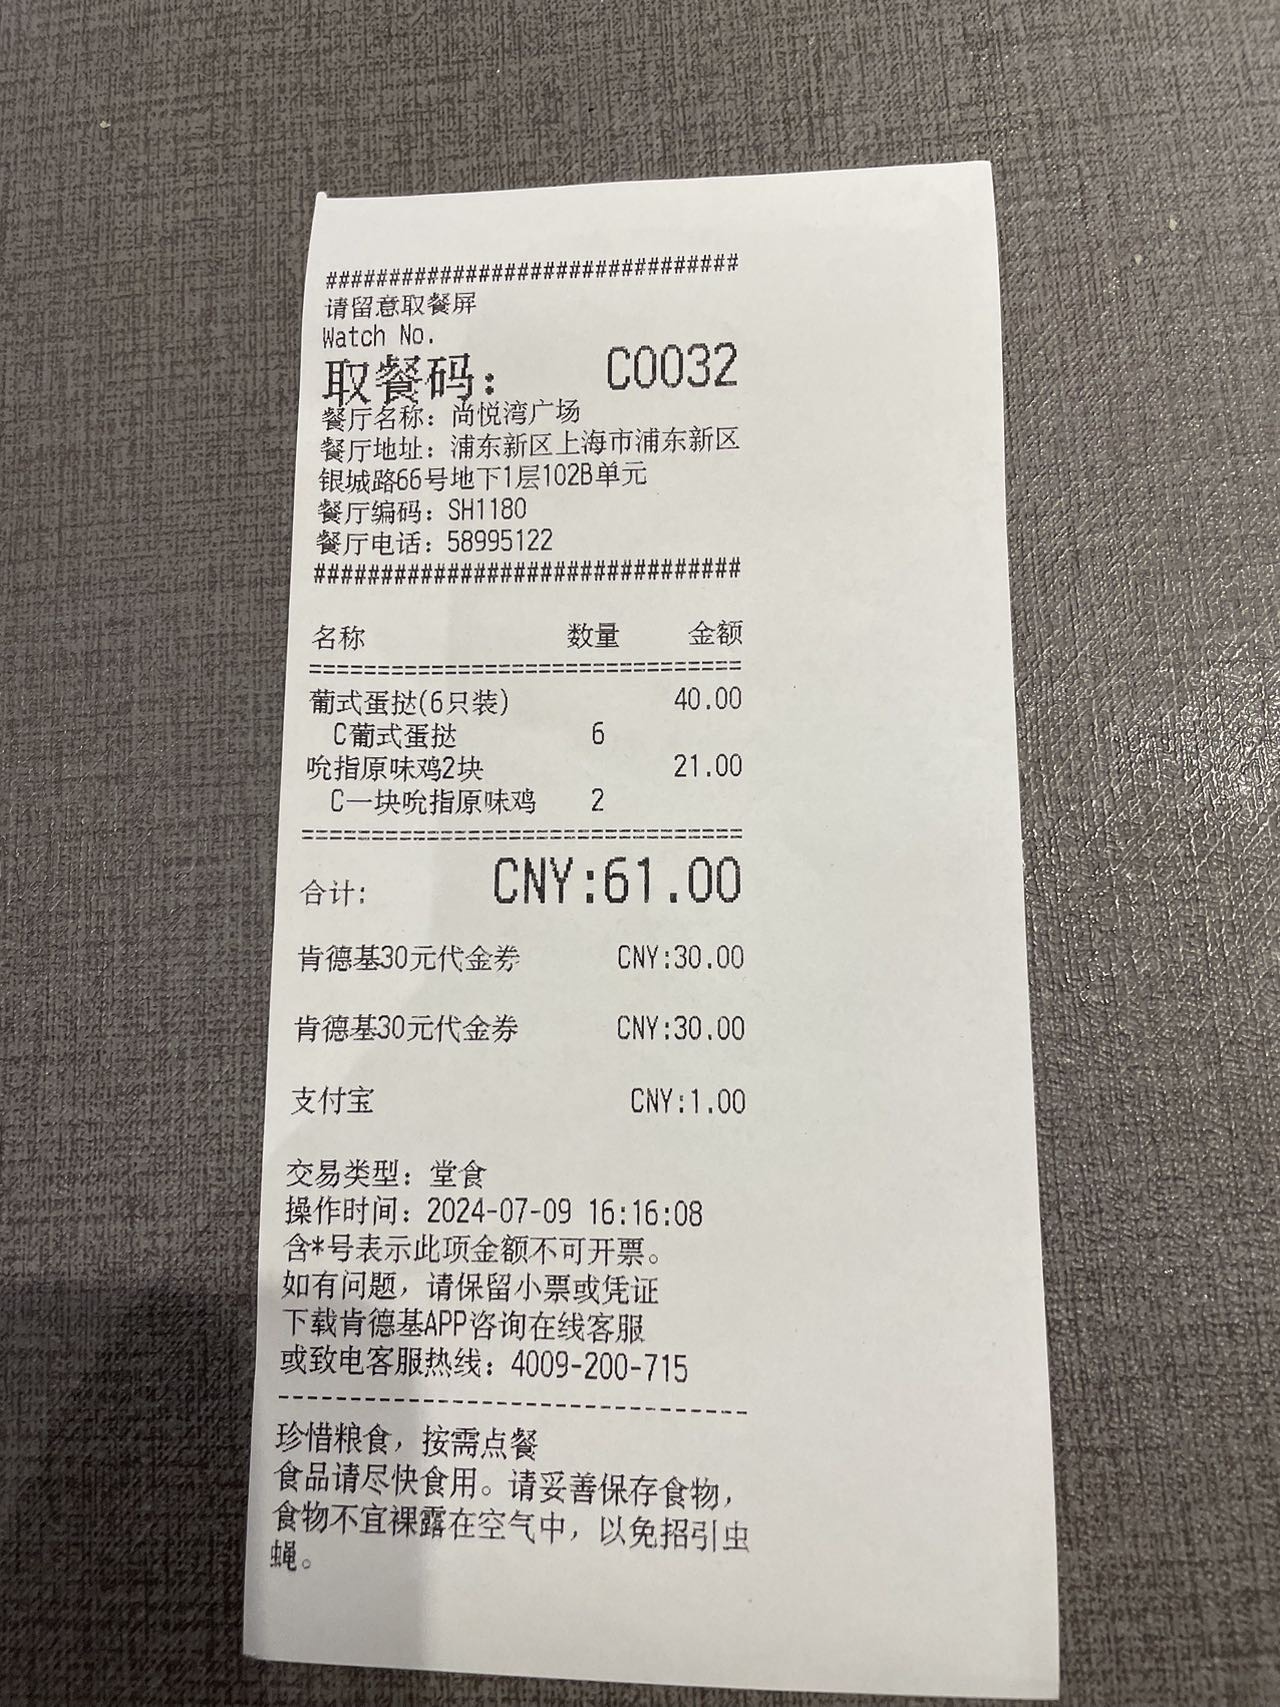 ################################
请留意取餐屏
Watch No.
取餐码： C0032
餐厅名称：尚悦湾广场
餐厅地址：浦东新区上海市浦东新区
银城路66号地下1层102B单元
餐厅编码：SH1180
餐厅电话：58995122
################################
名称 数量 金额
================================
葡式蛋挞(6只装) 40.00
C葡式蛋挞 6
吮指原味鸡2块 21.00
C一块吮指原味鸡 2
================================
合计: CNY:61.00
肯德基30元代金券 CNY:30.00
肯德基30元代金券 CNY:30.00
支付宝 CNY:1.00
交易类型：堂食
操作时间：2024-07-09 16:16:08
含*号表示此项金额不可开票。
如有问题，请保留小票或凭证
下载肯德基APP咨询在线客服
或致电客服热线：4009-200-715
--------------------------------
珍惜粮食，按需点餐
食品请尽快食用。请妥善保存食物，
食物不宜裸露在空气中，以免招引虫
蝇。